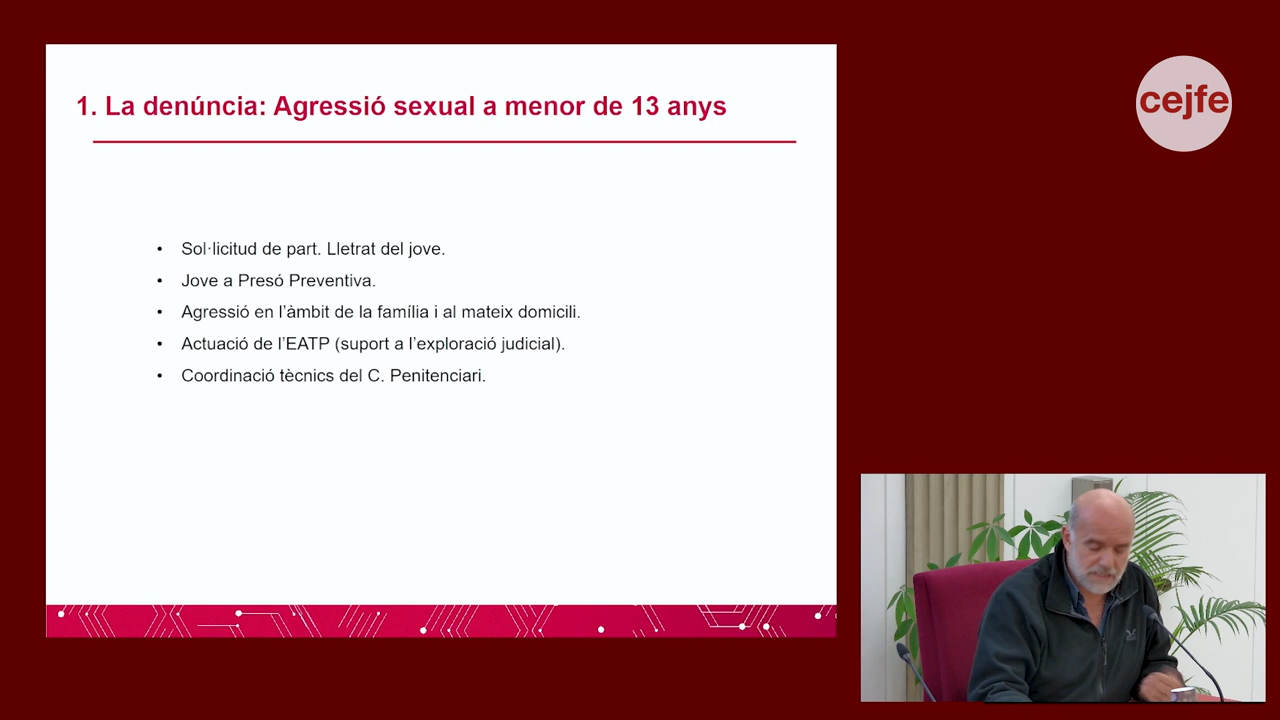 1. La denúncia: Agressió sexual a menor de 13 anys
• Sol·licitud de part. Lletrat del jove.
• Jove a Presó Preventiva.
• Agressió en l’àmbit de la família i al mateix domicili.
• Actuació de l’EATP (suport a l’exploració judicial).
• Coordinació tècnics del C. Penitenciari.
cejfe